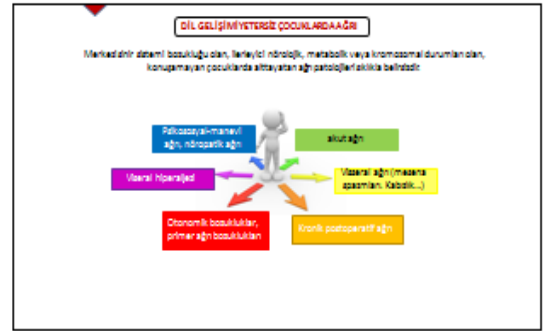 DİL GELİŞİMİ YETERSİZ ÇOCUKLARDA AĞRI
Merkezi sinir sistemi bozukluğu olan, ilerleyici nörolojik, metabolik veya kromozomal durumları olan,
konuşamayan çocuklarda altta yatan ağrı patolojileri sıklıkla belirsizdir.
Psikososyal-manevi
ağrı, nöropatik ağrı
akut ağrı
Viseral hiperaljezi
Visseral ağrı (mesane
spazmları. Kabızlık...)
Otonomik bozukluklar,
primer ağrı bozuklukları
Kronik postoperatif ağrı